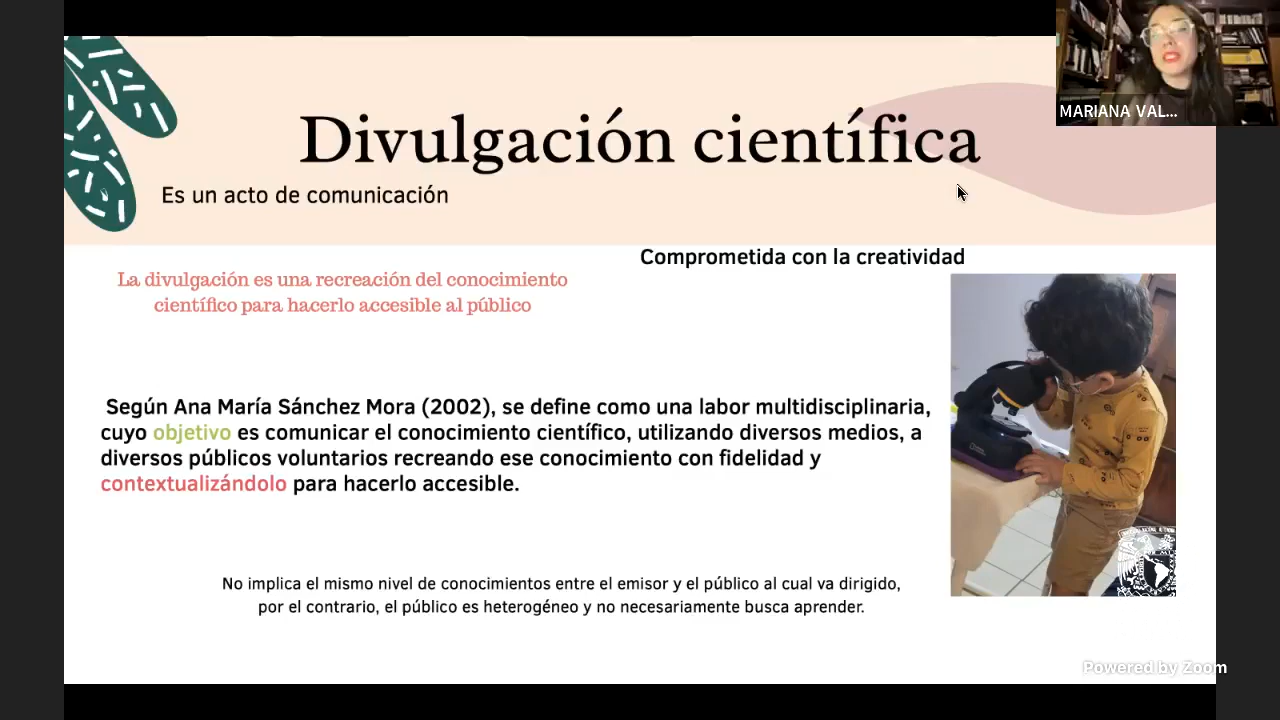 MARIANA VAL...
Divulgación científica
Es un acto de comunicación
Comprometida con la creatividad
La divulgación es una recreación del conocimiento
científico para hacerlo accesible al público
Según Ana María Sánchez Mora (2002), se define como una labor multidisciplinaria,
cuyo objetivo es comunicar el conocimiento científico, utilizando diversos medios, a
diversos públicos voluntarios recreando ese conocimiento con fidelidad y
contextualizándolo para hacerlo accesible.
No implica el mismo nivel de conocimientos entre el emisor y el público al cual va dirigido,
por el contrario, el público es heterogéneo y no necesariamente busca aprender.
Powered by Zoom